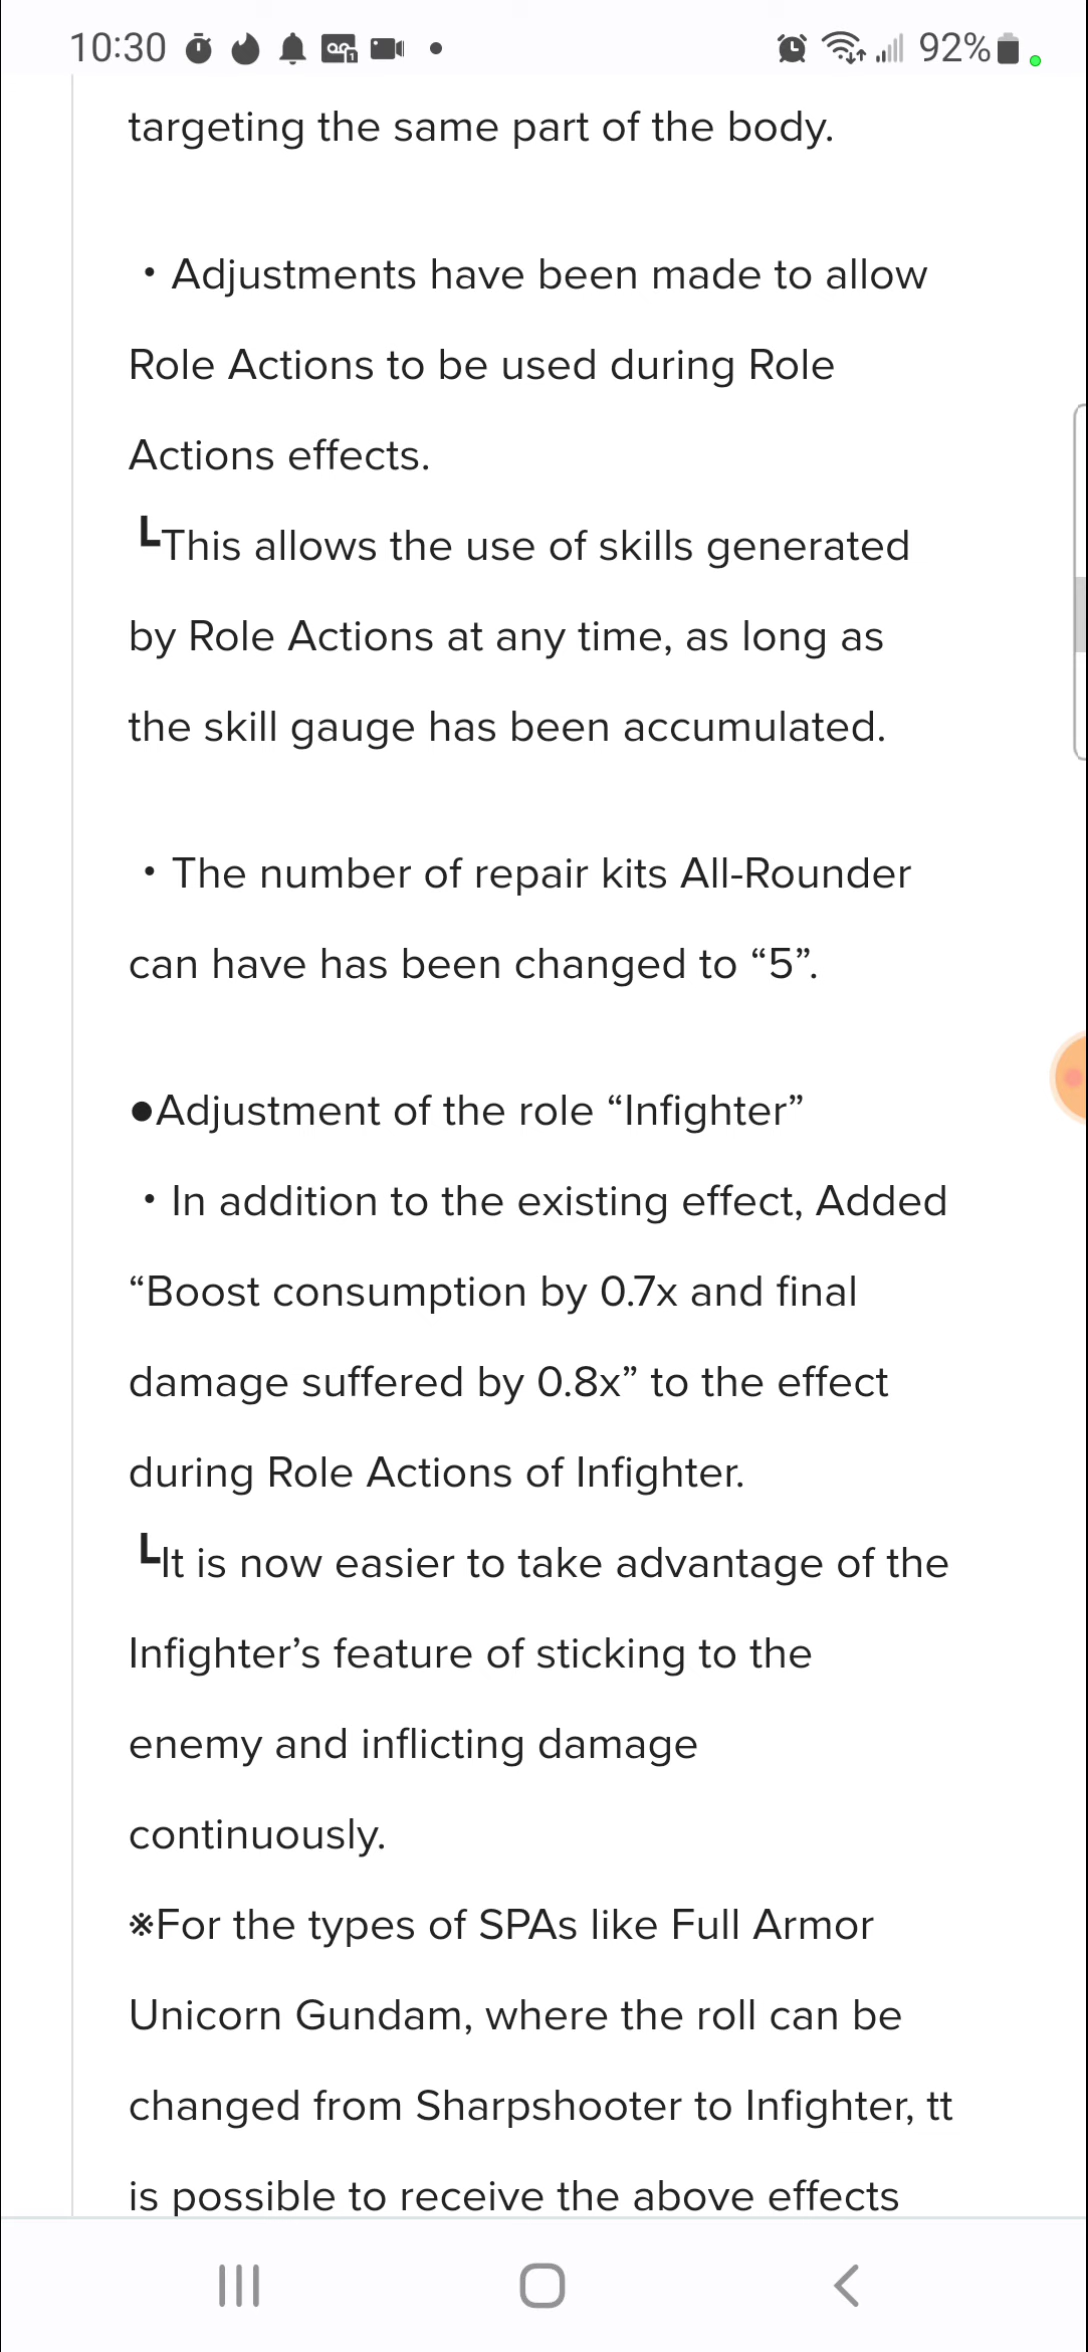 10:30
92%
targeting the same part of the body.
・Adjustments have been made to allow
Role Actions to be used during Role
Actions effects.
┗This allows the use of skills generated
by Role Actions at any time, as long as
the skill gauge has been accumulated.
・The number of repair kits All-Rounder
can have has been changed to “5”.
●Adjustment of the role “Infighter”
・In addition to the existing effect, Added
“Boost consumption by 0.7x and final
damage suffered by 0.8x” to the effect
during Role Actions of Infighter.
┗It is now easier to take advantage of the
Infighter’s feature of sticking to the
enemy and inflicting damage
continuously.
※For the types of SPAs like Full Armor
Unicorn Gundam, where the roll can be
changed from Sharpshooter to Infighter, tt
is possible to receive the above effects